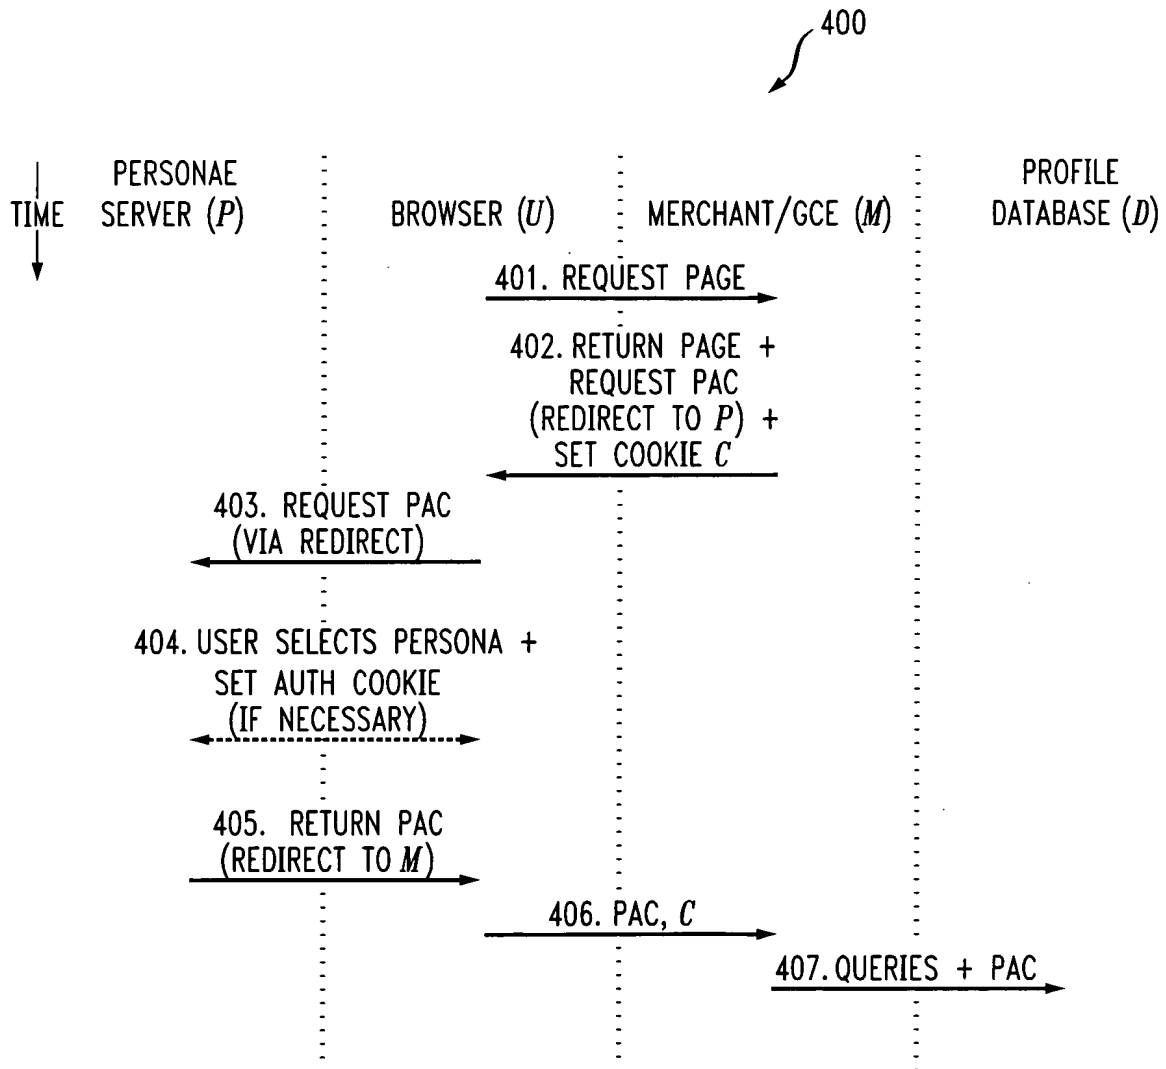 400
PERSONAE
SERVER (P)
TIME
BROWSER (U)
MERCHANT/GCE (M)
PROFILE
DATABASE (D)
401. REQUEST PAGE
402. RETURN PAGE +
REQUEST PAC
(REDIRECT TO P) +
SET COOKIE C
403. REQUEST PAC
(VIA REDIRECT)
404. USER SELECTS PERSONA +
SET AUTH COOKIE
(IF NECESSARY)
405. RETURN PAC
(REDIRECT TO M)
406. PAC, C
407. QUERIES + PAC